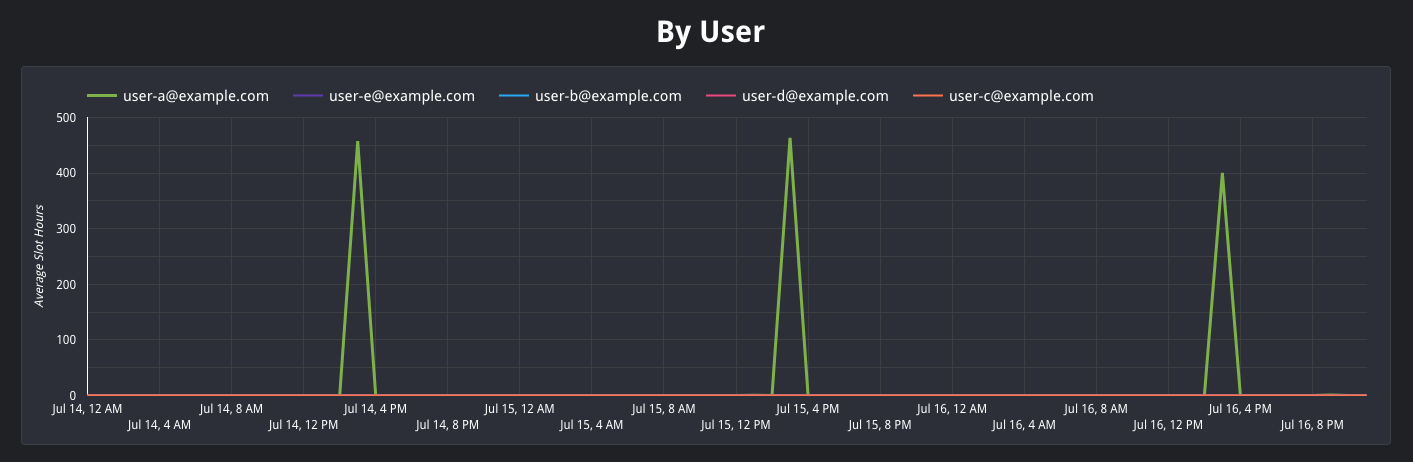 By User
user-a@example.com user-e@example.com user-b@example.com user-d@example.com user-c@example.com
500
400
300
200
100
0
Average Slot Hours
Jul 14, 12 AM Jul 14, 8 AM Jul 14, 4 PM Jul 15, 12 AM Jul 15, 8 AM Jul 15, 4 PM Jul 16, 12 AM Jul 16, 8 AM Jul 16, 4 PM
Jul 14, 4 AM Jul 14, 12 PM Jul 14, 8 PM Jul 15, 4 AM Jul 15, 12 PM Jul 15, 8 PM Jul 16, 4 AM Jul 16, 12 PM Jul 16, 8 PM